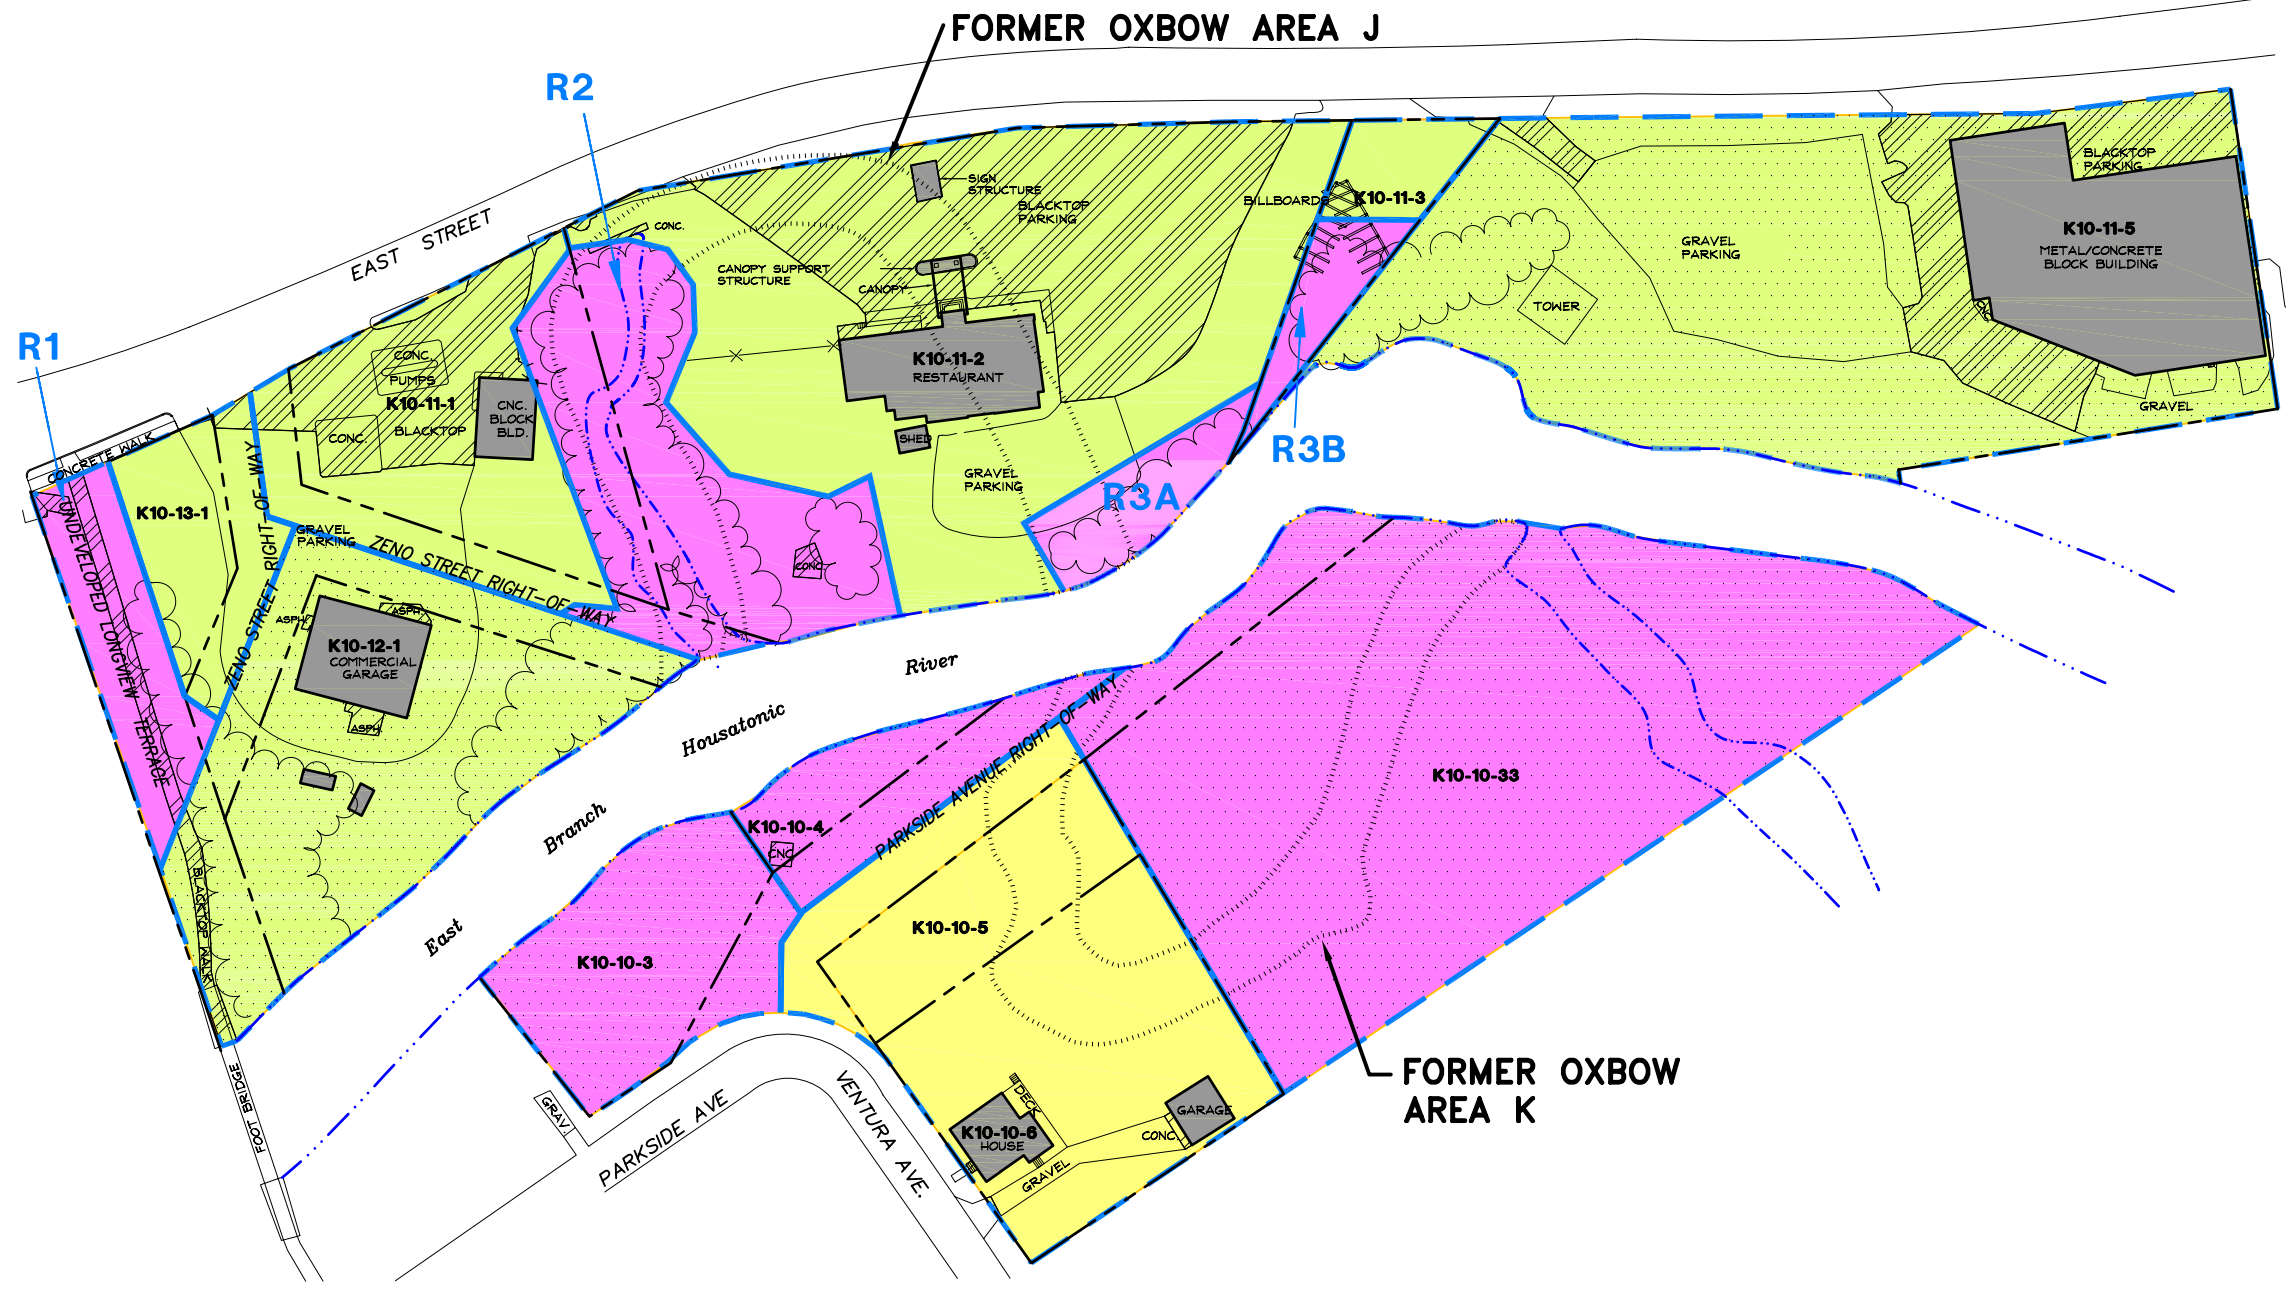 FORMER OXBOW AREA J
R2
EAST STREET
SIGN
STRUCTURE
BLACKTOP
PARKING
CONC.
CANOPY SUPPORT
STRUCTURE
CANOPY
BILLBOARDS
K10-11-3
GRAVEL
PARKING
TOWER
BLACKTOP
PARKING
K10-11-5
METAL/CONCRETE
BLOCK BUILDING
GRAVEL
R1
CONC.
PUMPS
K10-11-1
CONC.
BLACKTOP
CNC.
BLOCK
BLD.
K10-11-2
RESTAURANT
SHED
GRAVEL
PARKING
R3B
R3A
CONCRETE WALK
K10-13-1
UNDEVELOPED LONGVIEW TERRACE
ZENO STREET RIGHT-OF-WAY
GRAVEL
PARKING
ZENO STREET RIGHT-OF-WAY
CONC.
ASPH.
ASPH.
K10-12-1
COMMERCIAL
GARAGE
ASPH.
BLACKTOP WALK
FOOT BRIDGE
East Branch Housatonic River
K10-10-4
CNC
PARKSIDE AVENUE RIGHT-OF-WAY
K10-10-33
K10-10-3
K10-10-5
FORMER OXBOW
AREA K
GRAV.
PARKSIDE AVE
VENTURA AVE.
DECK
K10-10-6
HOUSE
GARAGE
CONC.
GRAVEL